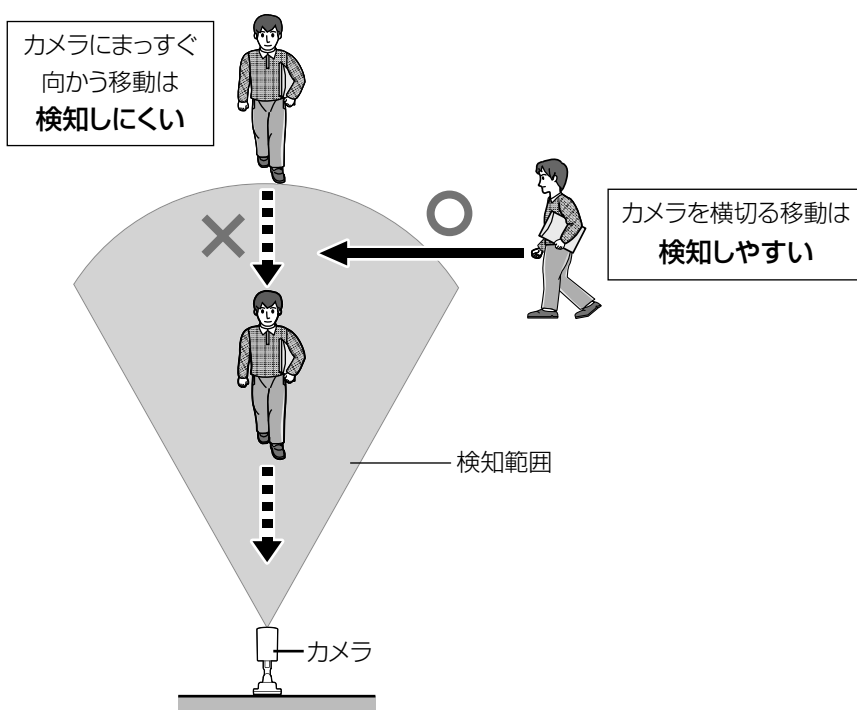 カメラにまっすぐ
向かう移動は
検知しにくい
カメラを横切る移動は
検知しやすい
検知範囲
カメラ